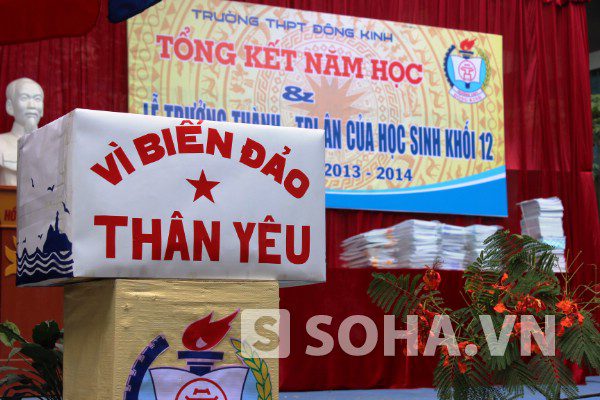 TRƯỜNG THPT ĐÔNG KINH
TỔNG KẾT NĂM HỌC
&
LỄ TRƯỞNG THÀNH - TRI ÂN CỦA HỌC SINH KHỐI 12
2013 - 2014
VÌ BIỂN ĐẢO
THÂN YÊU
SOHA.VN